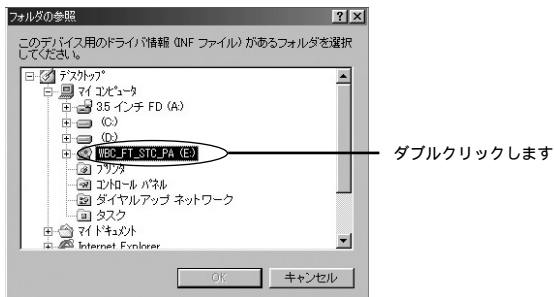 フォルダの参照
このデバイス用のドライバ情報 (INF ファイル) があるフォルダを選択
してください。
デスクトップ
マイ コンピュータ
3.5 インチ FD (A:)
(C:)
(D:)
WBC_FT_STC_PA (E:)
ダブルクリックします
プリンタ
コントロール パネル
ダイヤルアップ ネットワーク
タスク
マイ ドキュメント
Internet Explorer
OK
キャンセル